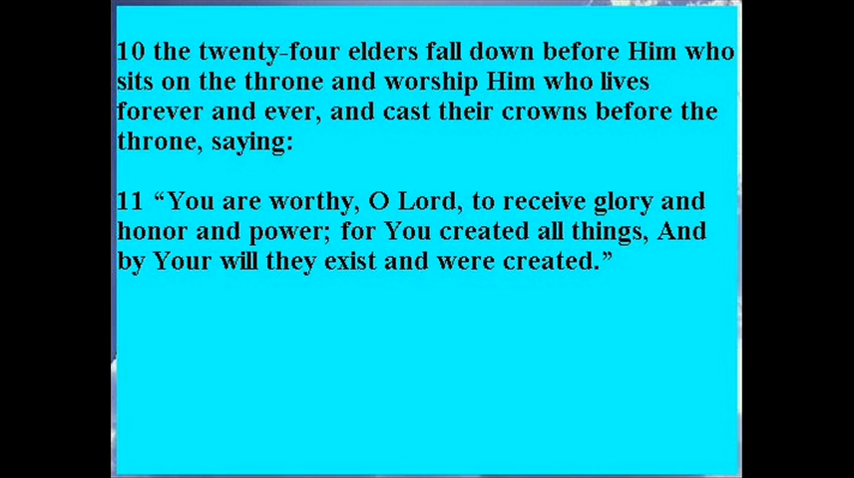 10 the twenty-four elders fall down before Him who
sits on the throne and worship Him who lives
forever and ever, and cast their crowns before the
throne, saying:
11 “You are worthy, O Lord, to receive glory and
honor and power; for You created all things, And
by Your will they exist and were created.”